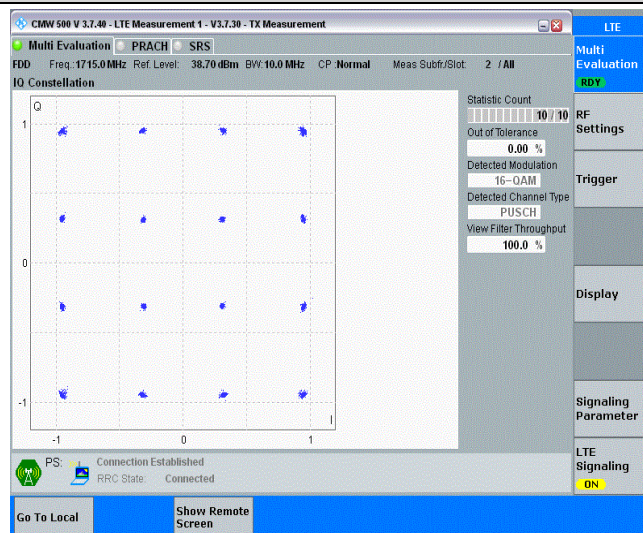 CMW 500 V 3.7.40 - LTE Measurement 1 - V3.7.30 - TX Measurement
LTE
Multi Evaluation PRACH SRS
FDD Freq.:1715.0 MHz Ref. Level: 38.70 dBm BW:10.0 MHz CP :Normal Meas Subfr./Slot: 2 / All
IQ Constellation
Q
1
0
-1
-1 0 1
I
Statistic Count
10 / 10
Out of Tolerance
0.00 %
Detected Modulation
16-QAM
Detected Channel Type
PUSCH
View Filter Throughput
100.0 %
Multi
Evaluation
RDY
RF
Settings
Trigger
Display
Signaling
Parameter
LTE
Signaling
ON
PS: Connection Established
RRC State: Connected
Go To Local
Show Remote
Screen